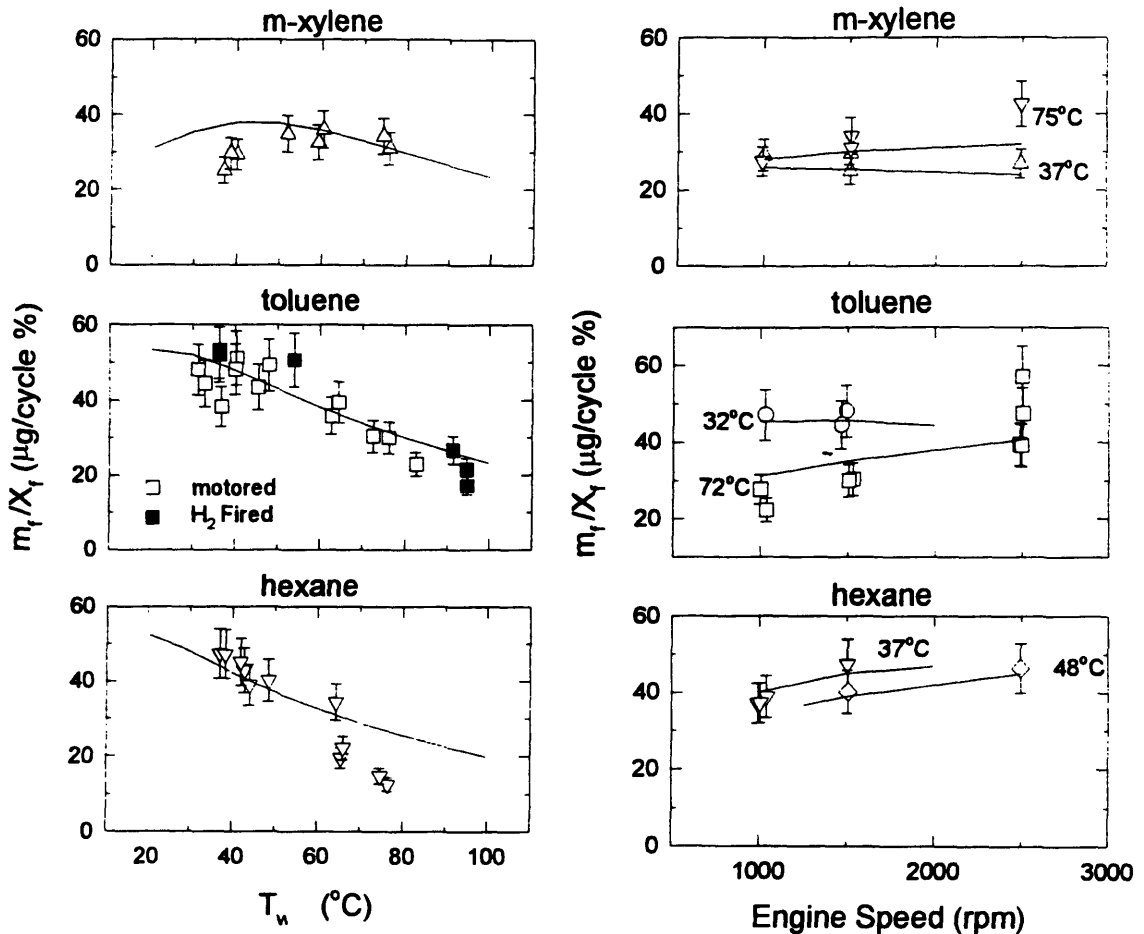 m-xylene
60
40
20
0
toluene
60
40
20
0
motored
H₂ Fired
hexane
60
40
20
0
20 40 60 80 100
m_f/X_f (µg/cycle %)
T_w (°C)
m-xylene
60
40
20
0
75°C
37°C
toluene
60
40
20
32°C
72°C
hexane
60
40
20
0
37°C
48°C
1000 2000 3000
m_f/X_f (µg/cycle %)
Engine Speed (rpm)